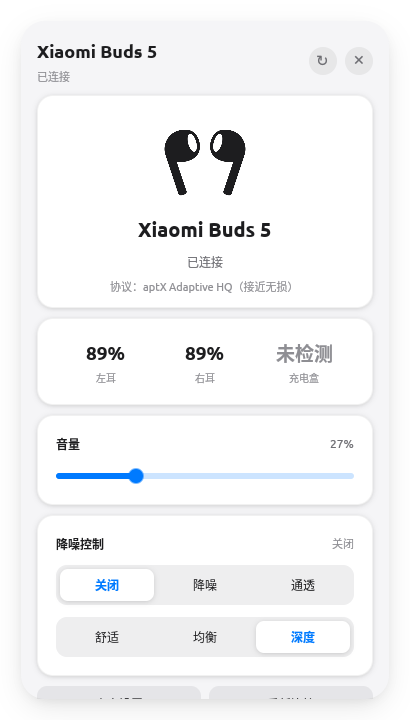 Xiaomi Buds 5
已连接
Xiaomi Buds 5
已连接
协议：aptX Adaptive HQ（接近无损）
89% 89% 未检测
左耳 右耳 充电盒
音量 27%
降噪控制 关闭
关闭 降噪 通透
舒适 均衡 深度